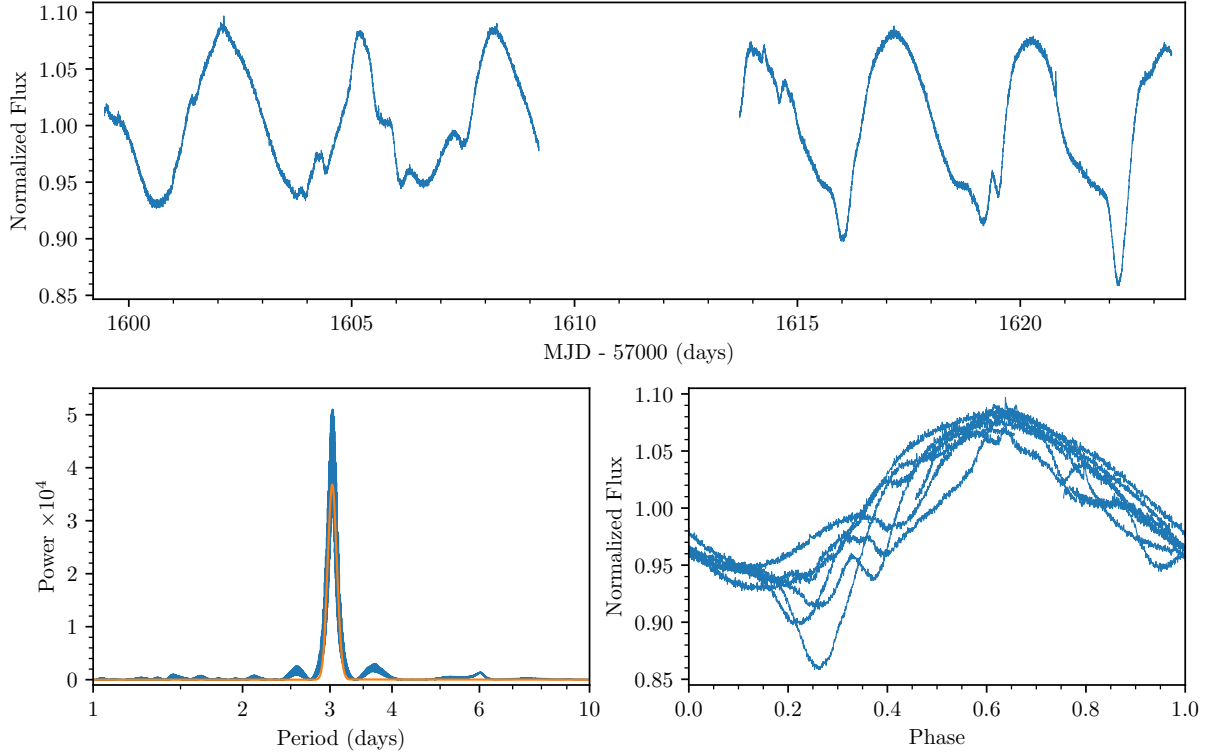 1.10
1.05
1.00
0.95
0.90
0.85
Normalized Flux
1600 1605 1610 1615 1620
MJD - 57000 (days)
5
4
3
2
1
0
Power ×10⁴
1 2 3 4 6 10
Period (days)
1.10
1.05
1.00
0.95
0.90
0.85
Normalized Flux
0.0 0.2 0.4 0.6 0.8 1.0
Phase